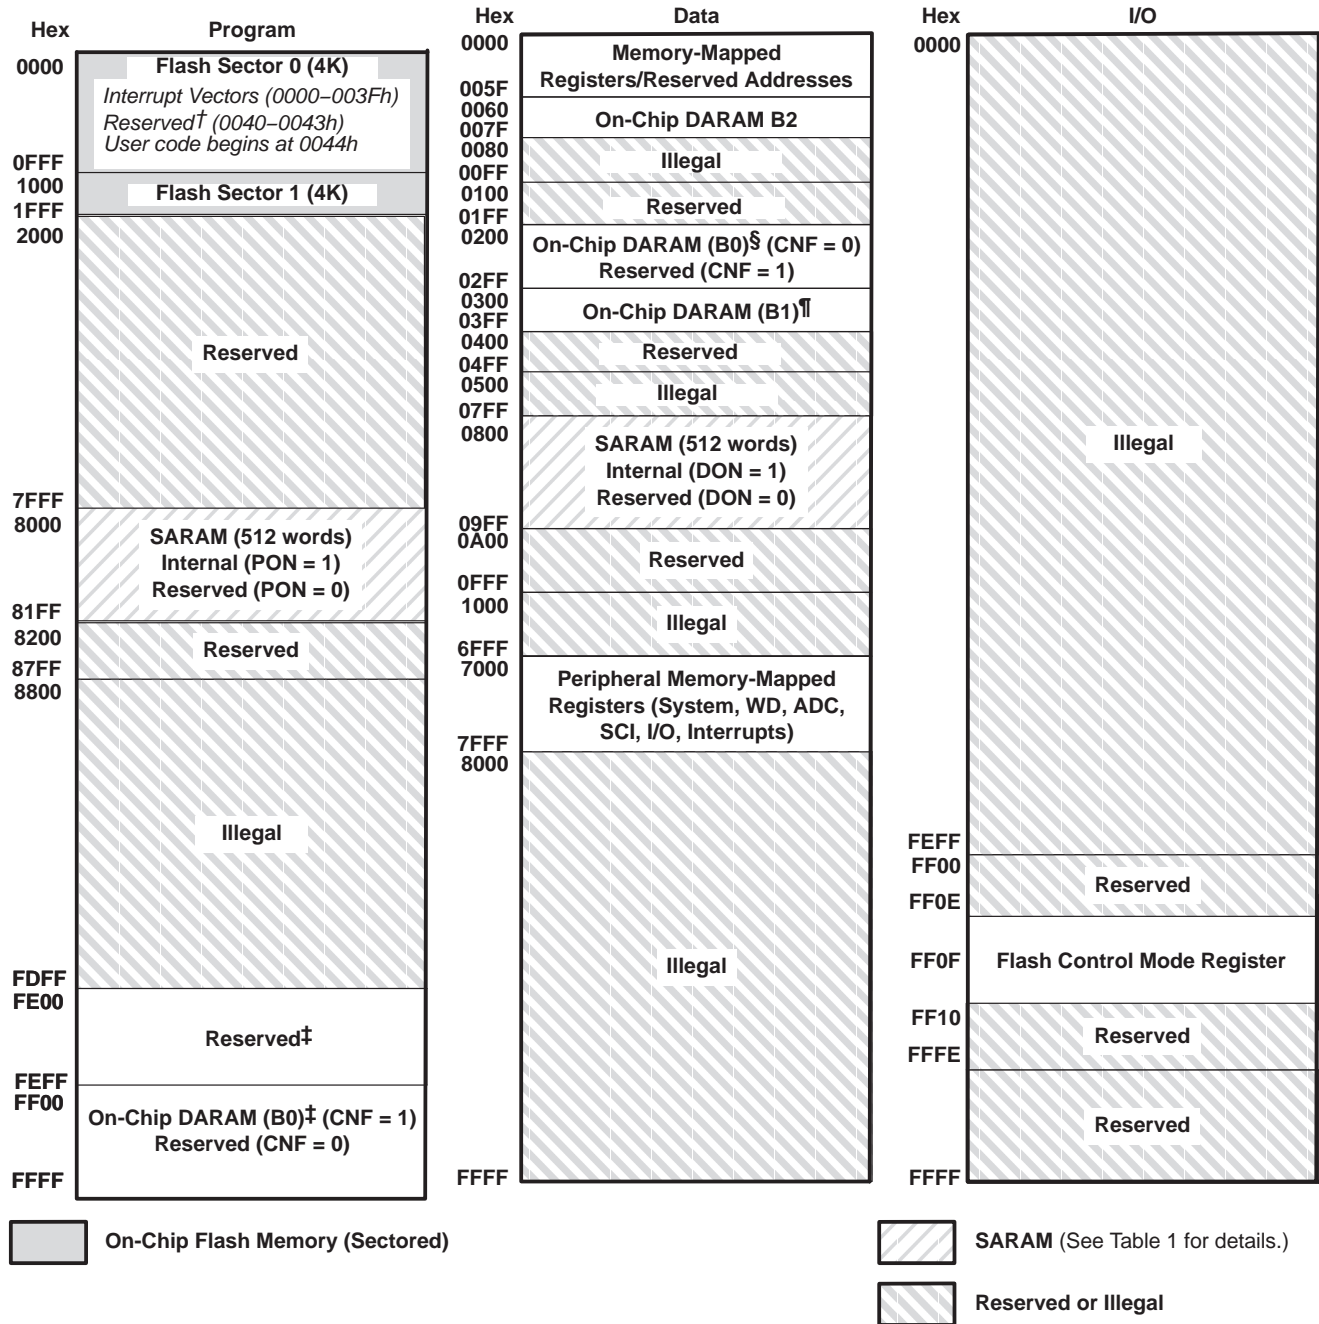 Hex Program
0000
Flash Sector 0 (4K)
Interrupt Vectors (0000–003Fh)
Reserved† (0040–0043h)
User code begins at 0044h
0FFF
1000
Flash Sector 1 (4K)
1FFF
2000
Reserved
7FFF
8000
SARAM (512 words)
Internal (PON = 1)
Reserved (PON = 0)
81FF
8200
Reserved
87FF
8800
Illegal
FDFF
FE00
Reserved‡
FEFF
FF00
On-Chip DARAM (B0)‡ (CNF = 1)
Reserved (CNF = 0)
FFFF
Hex Data
0000
Memory-Mapped
Registers/Reserved Addresses
005F
0060
On-Chip DARAM B2
007F
0080
Illegal
00FF
0100
Reserved
01FF
0200
On-Chip DARAM (B0)§ (CNF = 0)
Reserved (CNF = 1)
02FF
0300
On-Chip DARAM (B1)¶
03FF
0400
Reserved
04FF
0500
Illegal
07FF
0800
SARAM (512 words)
Internal (DON = 1)
Reserved (DON = 0)
09FF
0A00
Reserved
0FFF
1000
Illegal
6FFF
7000
Peripheral Memory-Mapped
Registers (System, WD, ADC,
SCI, I/O, Interrupts)
7FFF
8000
Illegal
FFFF
Hex I/O
0000
Illegal
FEFF
FF00
Reserved
FF0E
FF0F Flash Control Mode Register
FF10
Reserved
FFFE
Reserved
FFFF
On-Chip Flash Memory (Sectored)
SARAM (See Table 1 for details.)
Reserved or Illegal